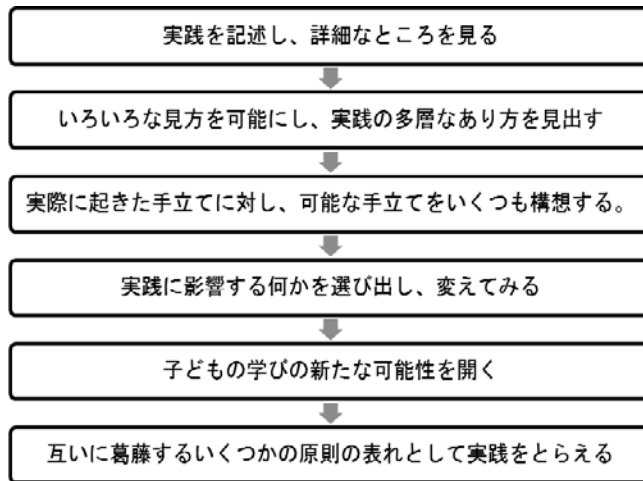 実践を記述し、詳細なところを見る
いろいろな見方を可能にし、実践の多層なあり方を見出す
実際に起きた手立てに対し、可能な手立てをいくつも構想する。
実践に影響する何かを選び出し、変えてみる
子どもの学びの新たな可能性を開く
互いに葛藤するいくつかの原則の表れとして実践をとらえる